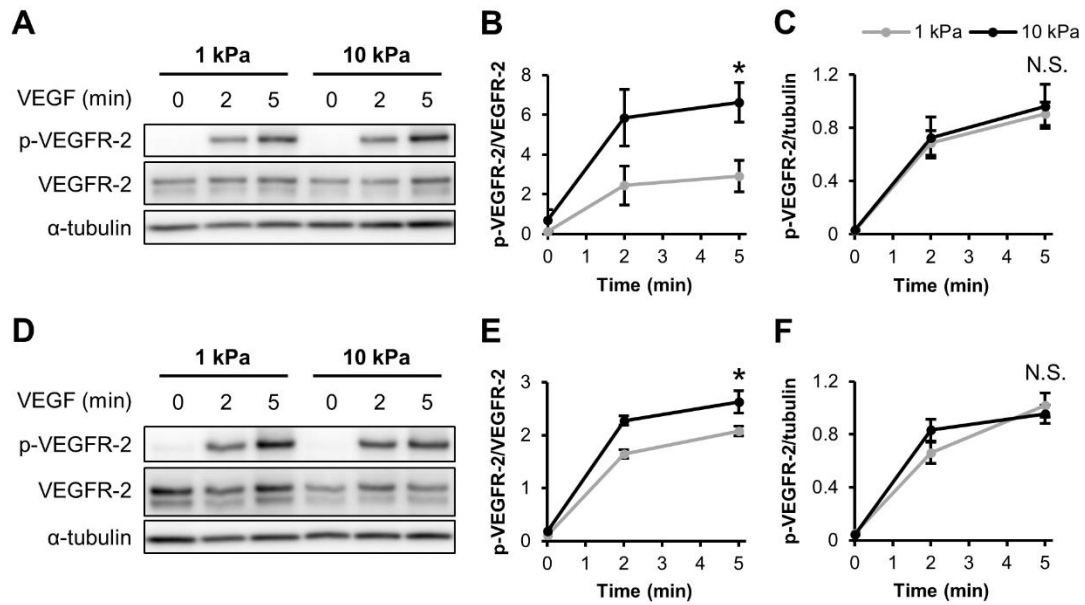 A
1 kPa 10 kPa
VEGF (min) 0 2 5 0 2 5
p-VEGFR-2
VEGFR-2
α-tubulin
B
p-VEGFR-2/VEGFR-2
8
6
4
2
0
*
0 1 2 3 4 5
Time (min)
C
1 kPa 10 kPa
N.S.
p-VEGFR-2/tubulin
1.2
0.8
0.4
0
0 1 2 3 4 5
Time (min)
D
1 kPa 10 kPa
VEGF (min) 0 2 5 0 2 5
p-VEGFR-2
VEGFR-2
α-tubulin
E
p-VEGFR-2/VEGFR-2
3
2
1
0
*
0 1 2 3 4 5
Time (min)
F
N.S.
p-VEGFR-2/tubulin
1.2
0.8
0.4
0
0 1 2 3 4 5
Time (min)